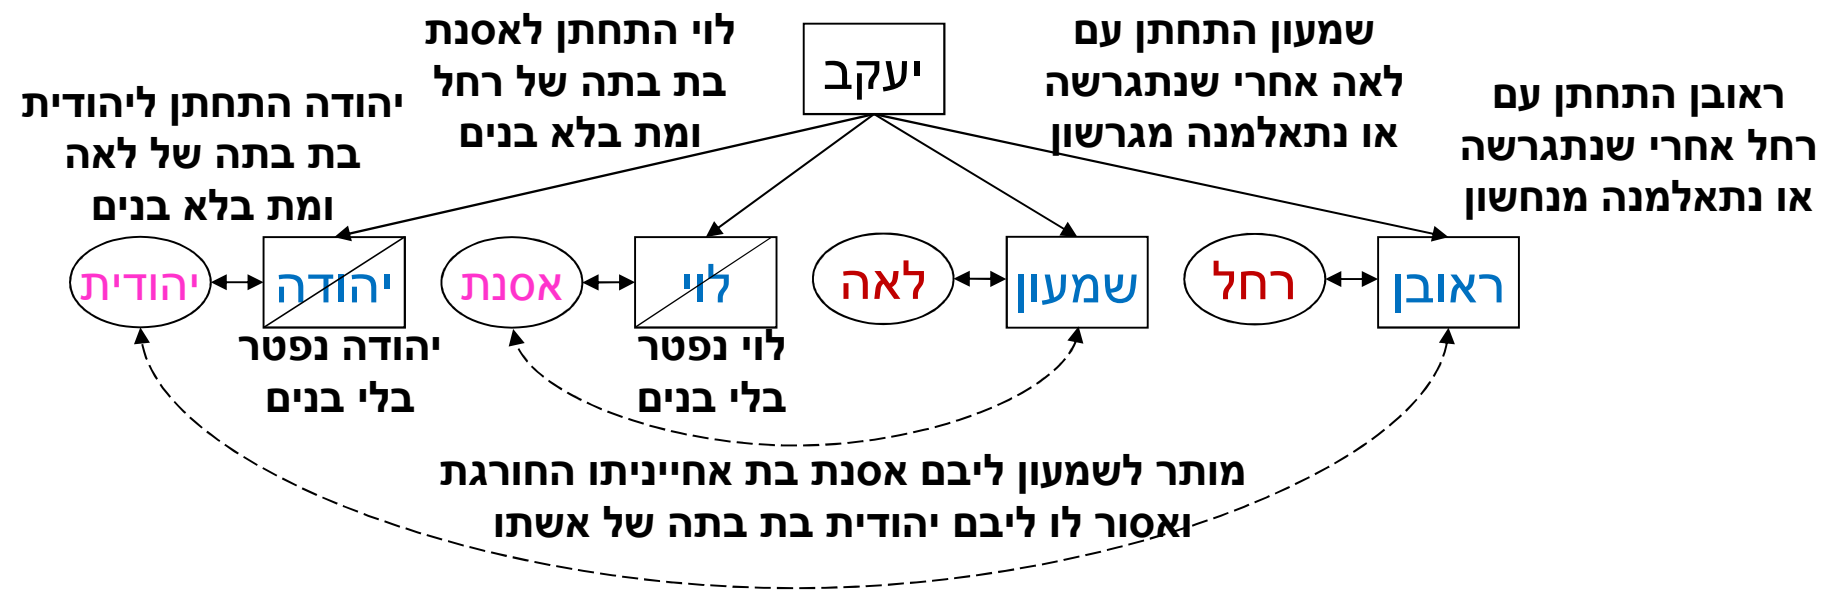 שמעון התחתן עם
לאה אחרי שנתגרשה
או נתאלמנה מגרשון
ראובן התחתן עם
רחל אחרי שנתגרשה
או נתאלמנה מנחשון
יעקב
לוי התחתן לאסנת
בת בתה של רחל
ומת בלא בנים
יהודה התחתן ליהודית
בת בתה של לאה
ומת בלא בנים
ראובן
רחל
שמעון
לאה
לוי
אסנת
יהודה
יהודית
לוי נפטר
בלי בנים
יהודה נפטר
בלי בנים
מותר לשמעון ליבם אסנת בת אחייניתו החורגת
ואסור לו ליבם יהודית בת בתה של אשתו